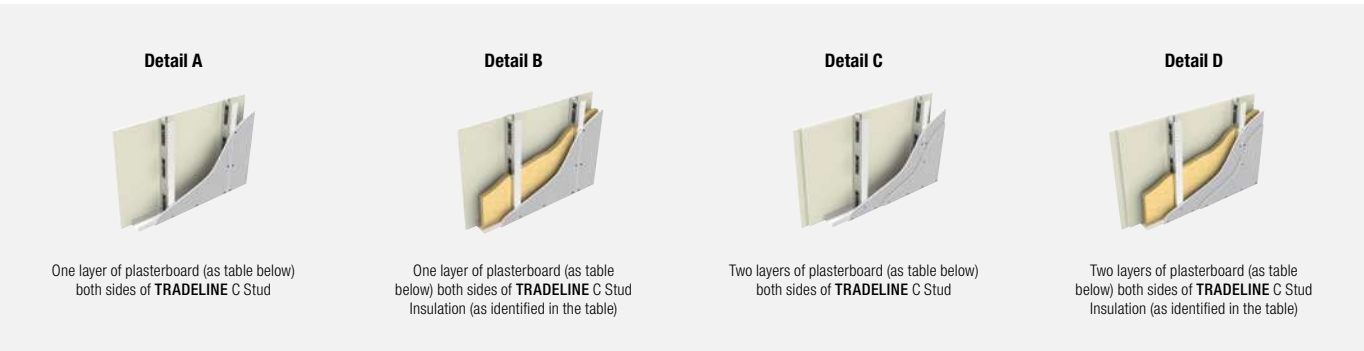 Detail A
One layer of plasterboard (as table below)
both sides of TRADELINE C Stud
Detail B
One layer of plasterboard (as table
below) both sides of TRADELINE C Stud
Insulation (as identified in the table)
Detail C
Two layers of plasterboard (as table below)
both sides of TRADELINE C Stud
Detail D
Two layers of plasterboard (as table
below) both sides of TRADELINE C Stud
Insulation (as identified in the table)